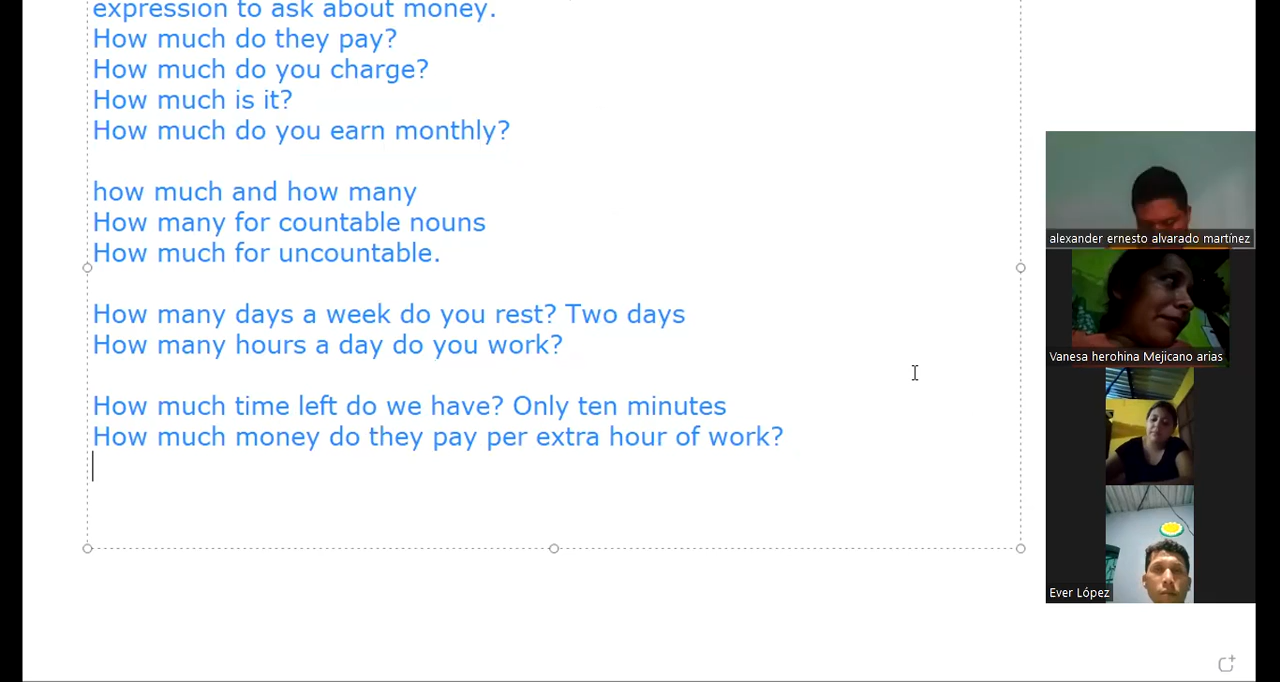 expression to ask about money.
How much do they pay?
How much do you charge?
How much is it?
How much do you earn monthly?
how much and how many
How many for countable nouns
How much for uncountable.
How many days a week do you rest? Two days
How many hours a day do you work?
How much time left do we have? Only ten minutes
How much money do they pay per extra hour of work?
alexander ernesto alvarado martínez
Vanesa herohina Mejicano arias
Ever López